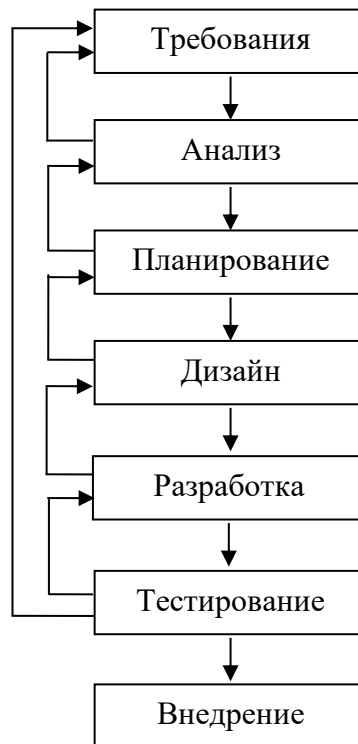 Требования
Анализ
Планирование
Дизайн
Разработка
Тестирование
Внедрение